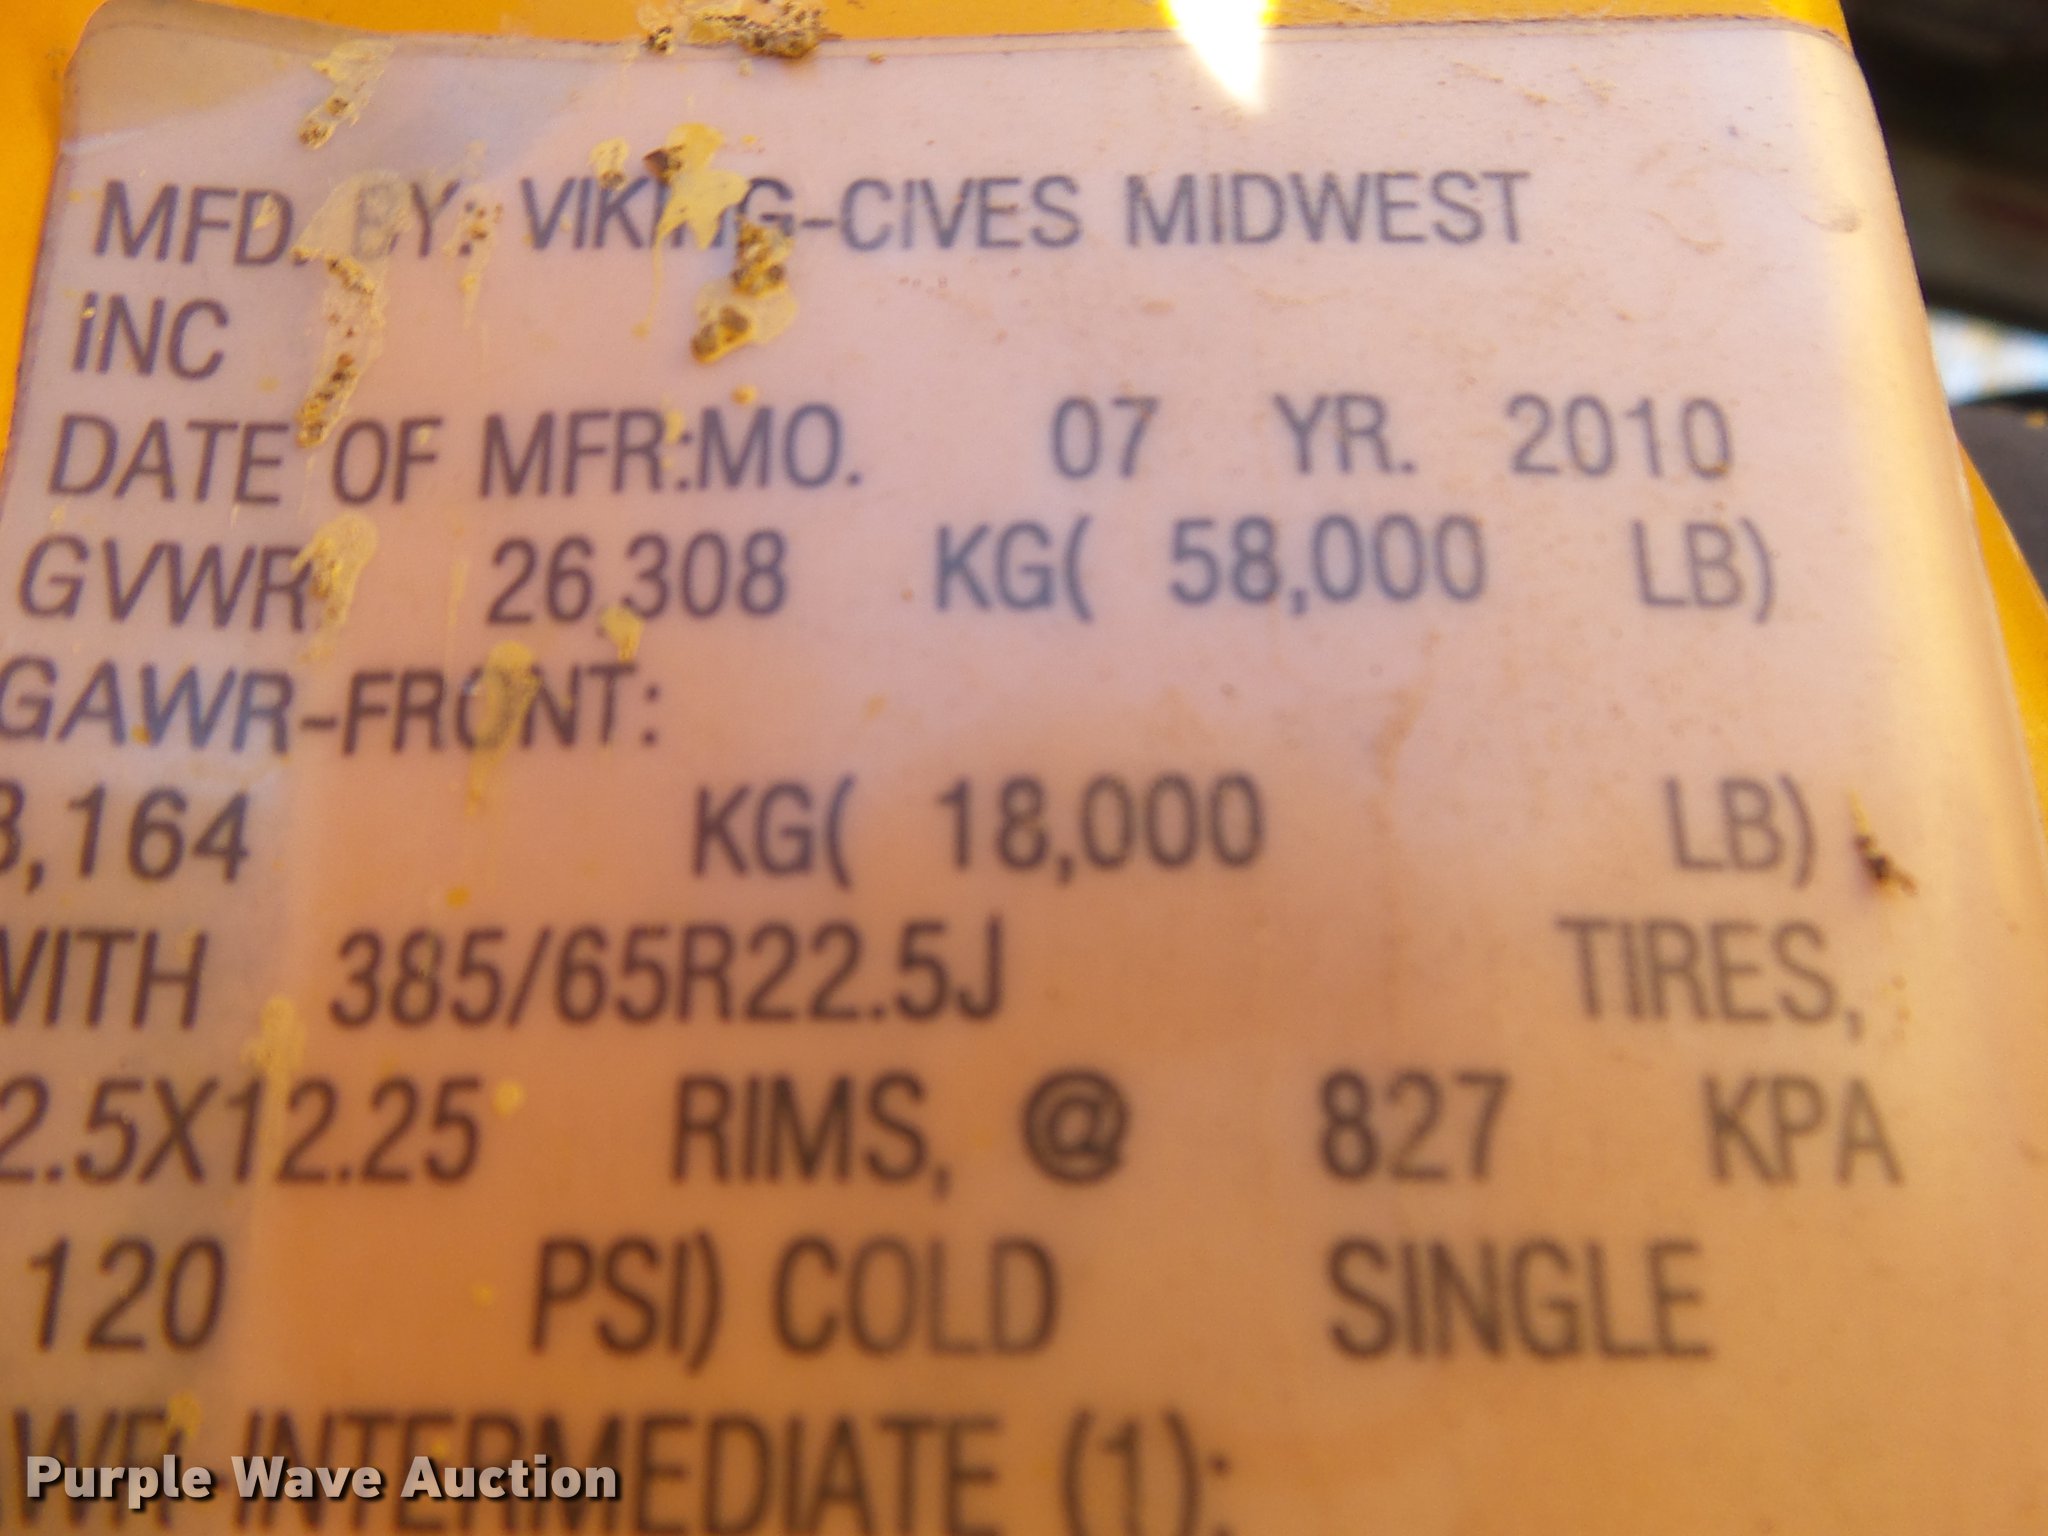 MFD. BY: VIKING-CIVES MIDWEST
INC
DATE OF MFR:MO. 07 YR. 2010
GVWR 26,308 KG( 58,000 LB)
GAWR-FRONT:
8,164 KG( 18,000 LB)
WITH 385/65R22.5J TIRES,
2.5X12.25 RIMS, @ 827 KPA
120 PSI) COLD SINGLE
WR-INTERMEDIATE (1):
Purple Wave Auction